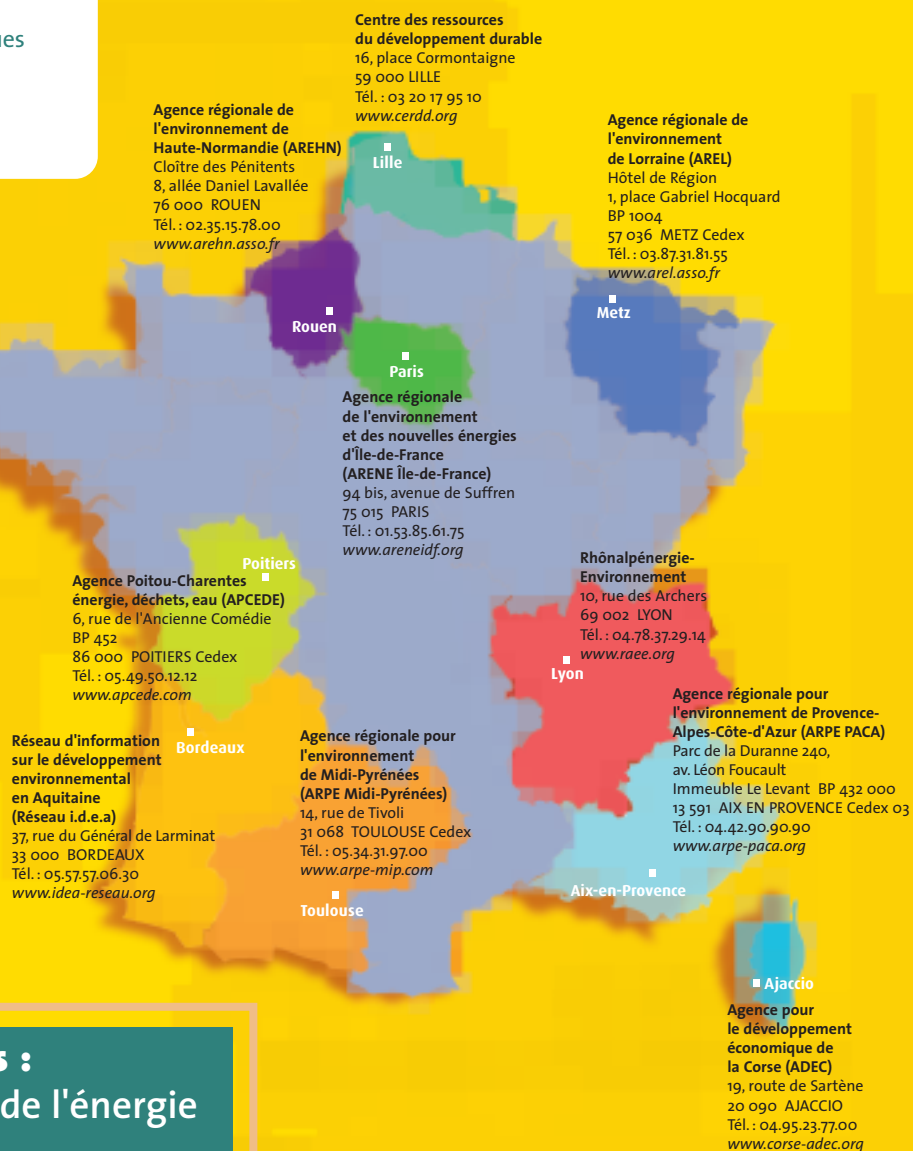 ues
Centre des ressources
du développement durable
16, place Cormontaigne
59 000 LILLE
Tél. : 03 20 17 95 10
www.cerdd.org
Agence régionale de
l'environnement de
Haute-Normandie (AREHN)
Cloître des Pénitents
8, allée Daniel Lavallée
76 000 ROUEN
Tél. : 02.35.15.78.00
www.arehn.asso.fr
Agence régionale de
l'environnement
de Lorraine (AREL)
Hôtel de Région
1, place Gabriel Hocquard
BP 1004
57 036 METZ Cedex
Tél. : 03.87.31.81.55
www.arel.asso.fr
Lille
Metz
Rouen
Paris
Agence régionale
de l'environnement
et des nouvelles énergies
d'Île-de-France
(ARENE Île-de-France)
94 bis, avenue de Suffren
75 015 PARIS
Tél. : 01.53.85.61.75
www.areneidf.org
Poitiers
Agence Poitou-Charentes
énergie, déchets, eau (APCEDE)
6, rue de l'Ancienne Comédie
BP 452
86 000 POITIERS Cedex
Tél. : 05.49.50.12.12
www.apcede.com
Rhônalpénergie-
Environnement
10, rue des Archers
69 002 LYON
Tél. : 04.78.37.29.14
www.raee.org
Lyon
Agence régionale pour
l'environnement de Provence-
Alpes-Côte-d'Azur (ARPE PACA)
Parc de la Duranne 240,
av. Léon Foucault
Immeuble Le Levant BP 432 000
13 591 AIX EN PROVENCE Cedex 03
Tél. : 04.42.90.90.90
www.arpe-paca.org
Bordeaux
Réseau d'information
sur le développement
environnemental
en Aquitaine
(Réseau i.d.e.a)
37, rue du Général de Larminat
33 000 BORDEAUX
Tél. : 05.57.57.06.30
www.idea-reseau.org
Agence régionale pour
l'environnement
de Midi-Pyrénées
(ARPE Midi-Pyrénées)
14, rue de Tivoli
31 068 TOULOUSE Cedex
Tél. : 05.34.31.97.00
www.arpe-mip.com
Toulouse
Aix-en-Provence
Ajaccio
Agence pour
le développement
économique de
la Corse (ADEC)
19, route de Sartène
20 090 AJACCIO
Tél. : 04.95.23.77.00
www.corse-adec.org
s :
de l'énergie